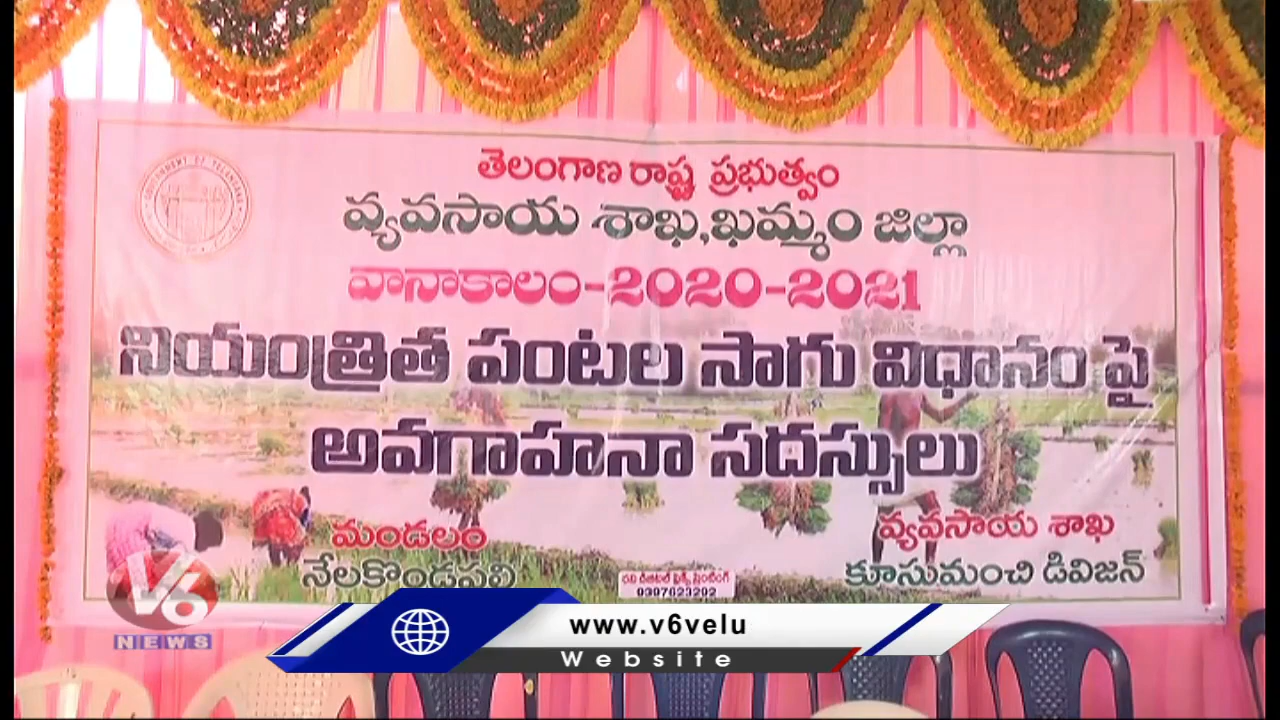 తెలంగాణ రాష్ట్ర ప్రభుత్వం
వ్యవసాయ శాఖ,ఖమ్మం జిల్లా
వానాకాలం-2020-2021
నియంత్రిత పంటల సాగు విధానం పై
అవగాహనా సదస్సులు
మండలం
నేలకొండపల్లి
వ్యవసాయ శాఖ
కూసుమంచి డివిజన్
V6
NEWS
www.v6velu
Website